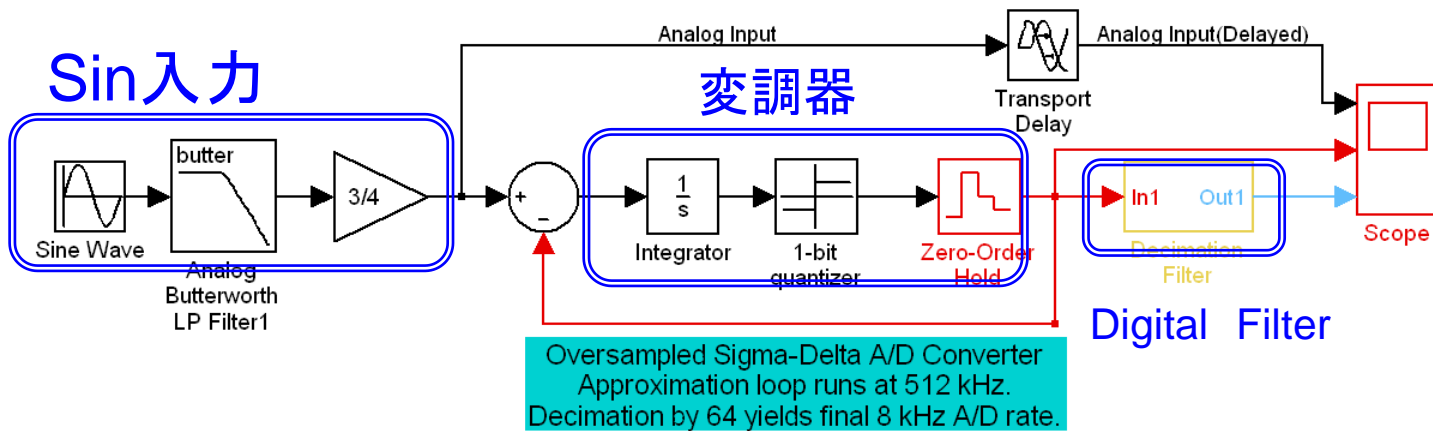 Analog Input
Analog Input(Delayed)
Sin入力
変調器
Transport
Delay
butter
3/4
+
−
1
s
In1
Out1
Sine Wave
Analog
Butterworth
LP Filter1
Integrator
1-bit
quantizer
Zero-Order
Hold
Decimation
Filter
Scope
Digital Filter
Oversampled Sigma-Delta A/D Converter
Approximation loop runs at 512 kHz.
Decimation by 64 yields final 8 kHz A/D rate.